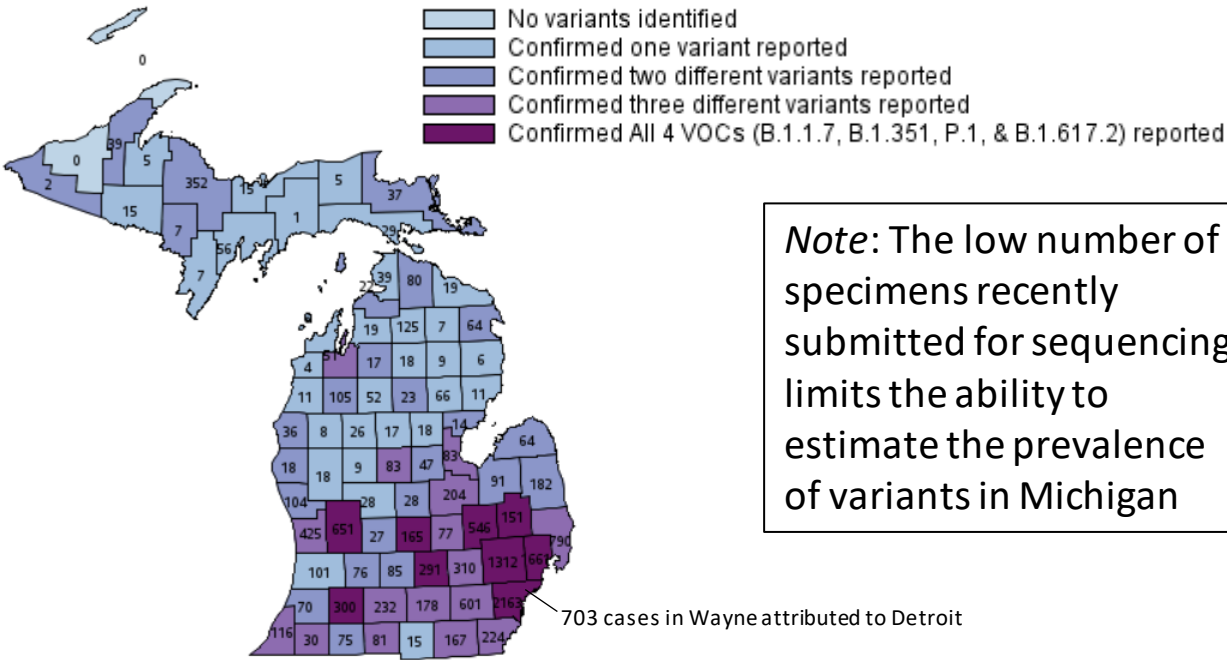 No variants identified
Confirmed one variant reported
Confirmed two different variants reported
Confirmed three different variants reported
Confirmed All 4 VOCs (B.1.1.7, B.1.351, P.1, & B.1.617.2) reported
0
39
0 5
2 352 15 5
37
15 1
7 29
56
7
39 80
22 19
19 125 7 64
51
4 17 18 9 6
11 105 52 23 66 11
36 8 26 17 18 14
64
18 18 9 83 47 83
91 182
104 28 28 204
425 651 27 165 77 546 151
790
101 76 85 291 310 1312 661
70 300 232 178 601 2163
116 30 75 81 15 167 224
703 cases in Wayne attributed to Detroit
Note: The low number of
specimens recently
submitted for sequencing
limits the ability to
estimate the prevalence
of variants in Michigan